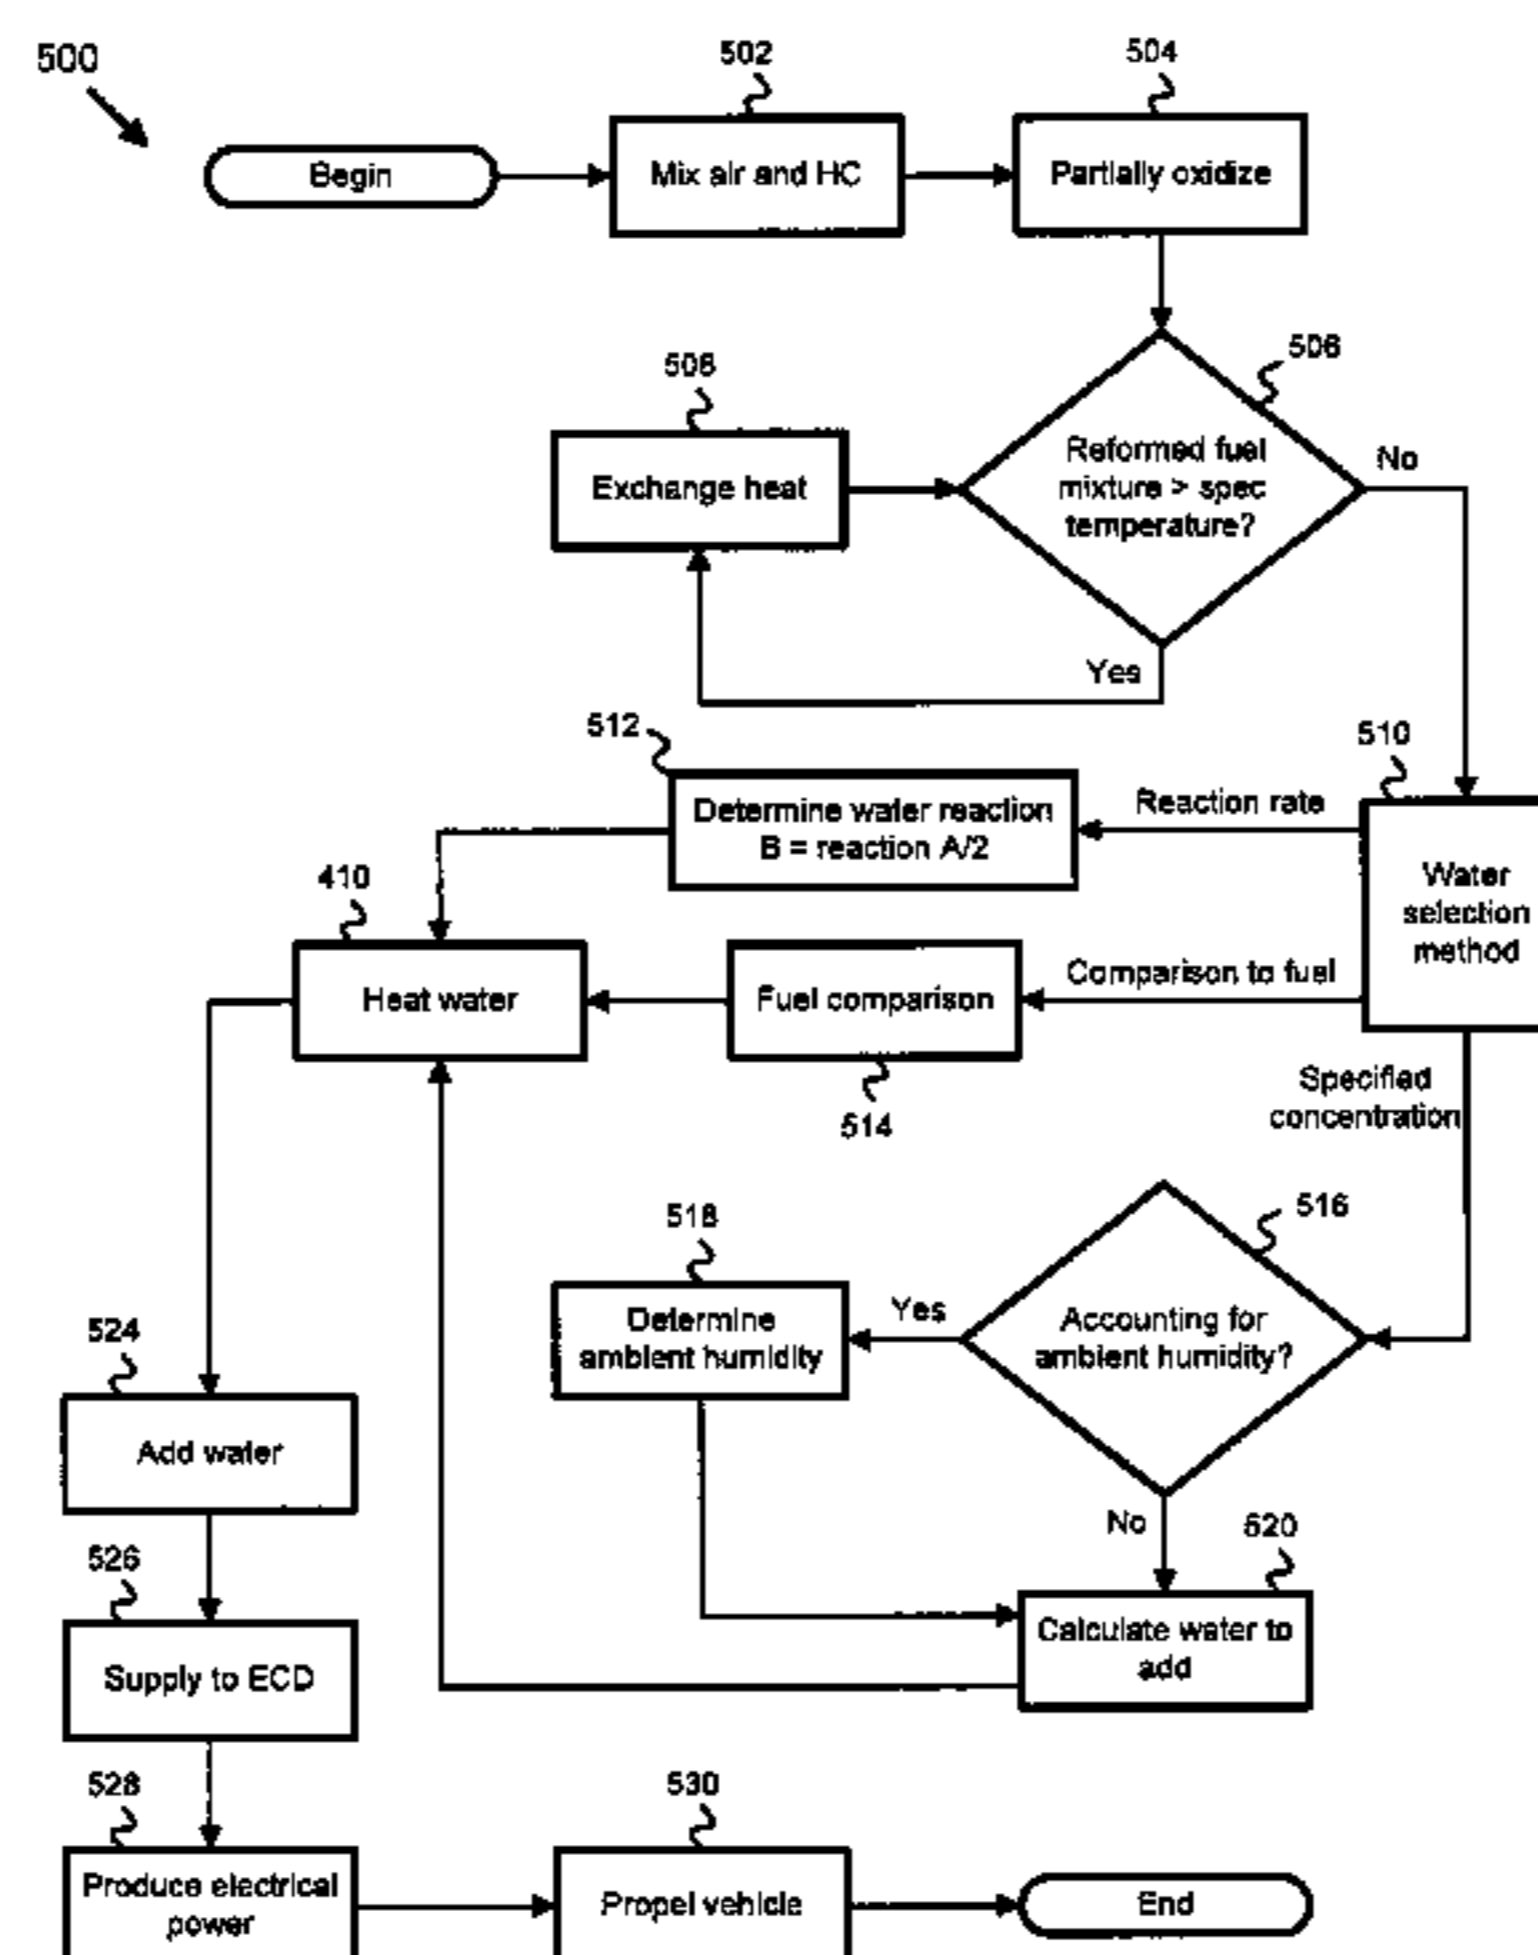 500
502
504
Begin
Mix air and HC
Partially oxidize
506
508
Reformed fuel
mixture > spec
temperature?
No
Exchange heat
Yes
512
510
Determine water reaction
B = reaction A/2
Reaction rate
Water
selection
method
410
Heat water
Fuel comparison
Comparison to fuel
514
Specified
concentration
516
518
Determine
ambient humidity
Yes
Accounting for
ambient humidity?
524
Add water
No
520
526
Calculate water to
add
Supply to ECD
528
530
Produce electrical
power
Propel vehicle
End